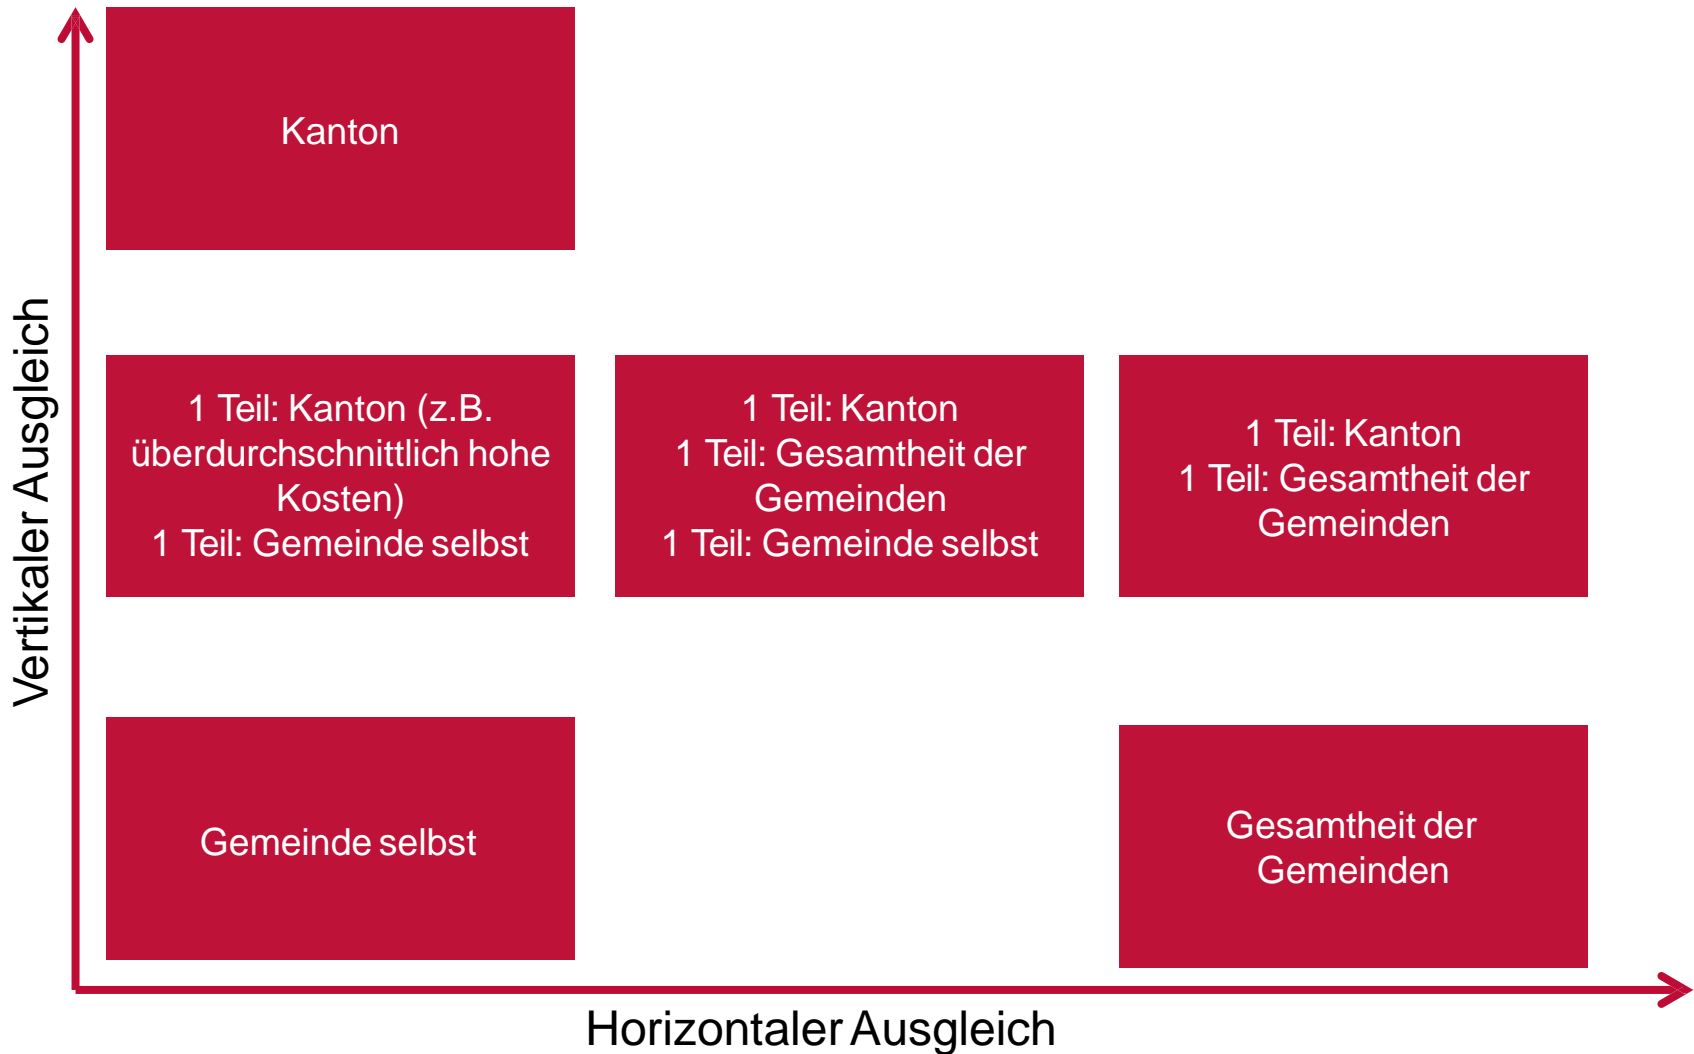 Kanton
Vertikaler Ausgleich
1 Teil: Kanton (z.B.
überdurchschnittlich hohe
Kosten)
1 Teil: Gemeinde selbst
1 Teil: Kanton
1 Teil: Gesamtheit der
Gemeinden
1 Teil: Gemeinde selbst
1 Teil: Kanton
1 Teil: Gesamtheit der
Gemeinden
Gemeinde selbst
Gesamtheit der
Gemeinden
Horizontaler Ausgleich